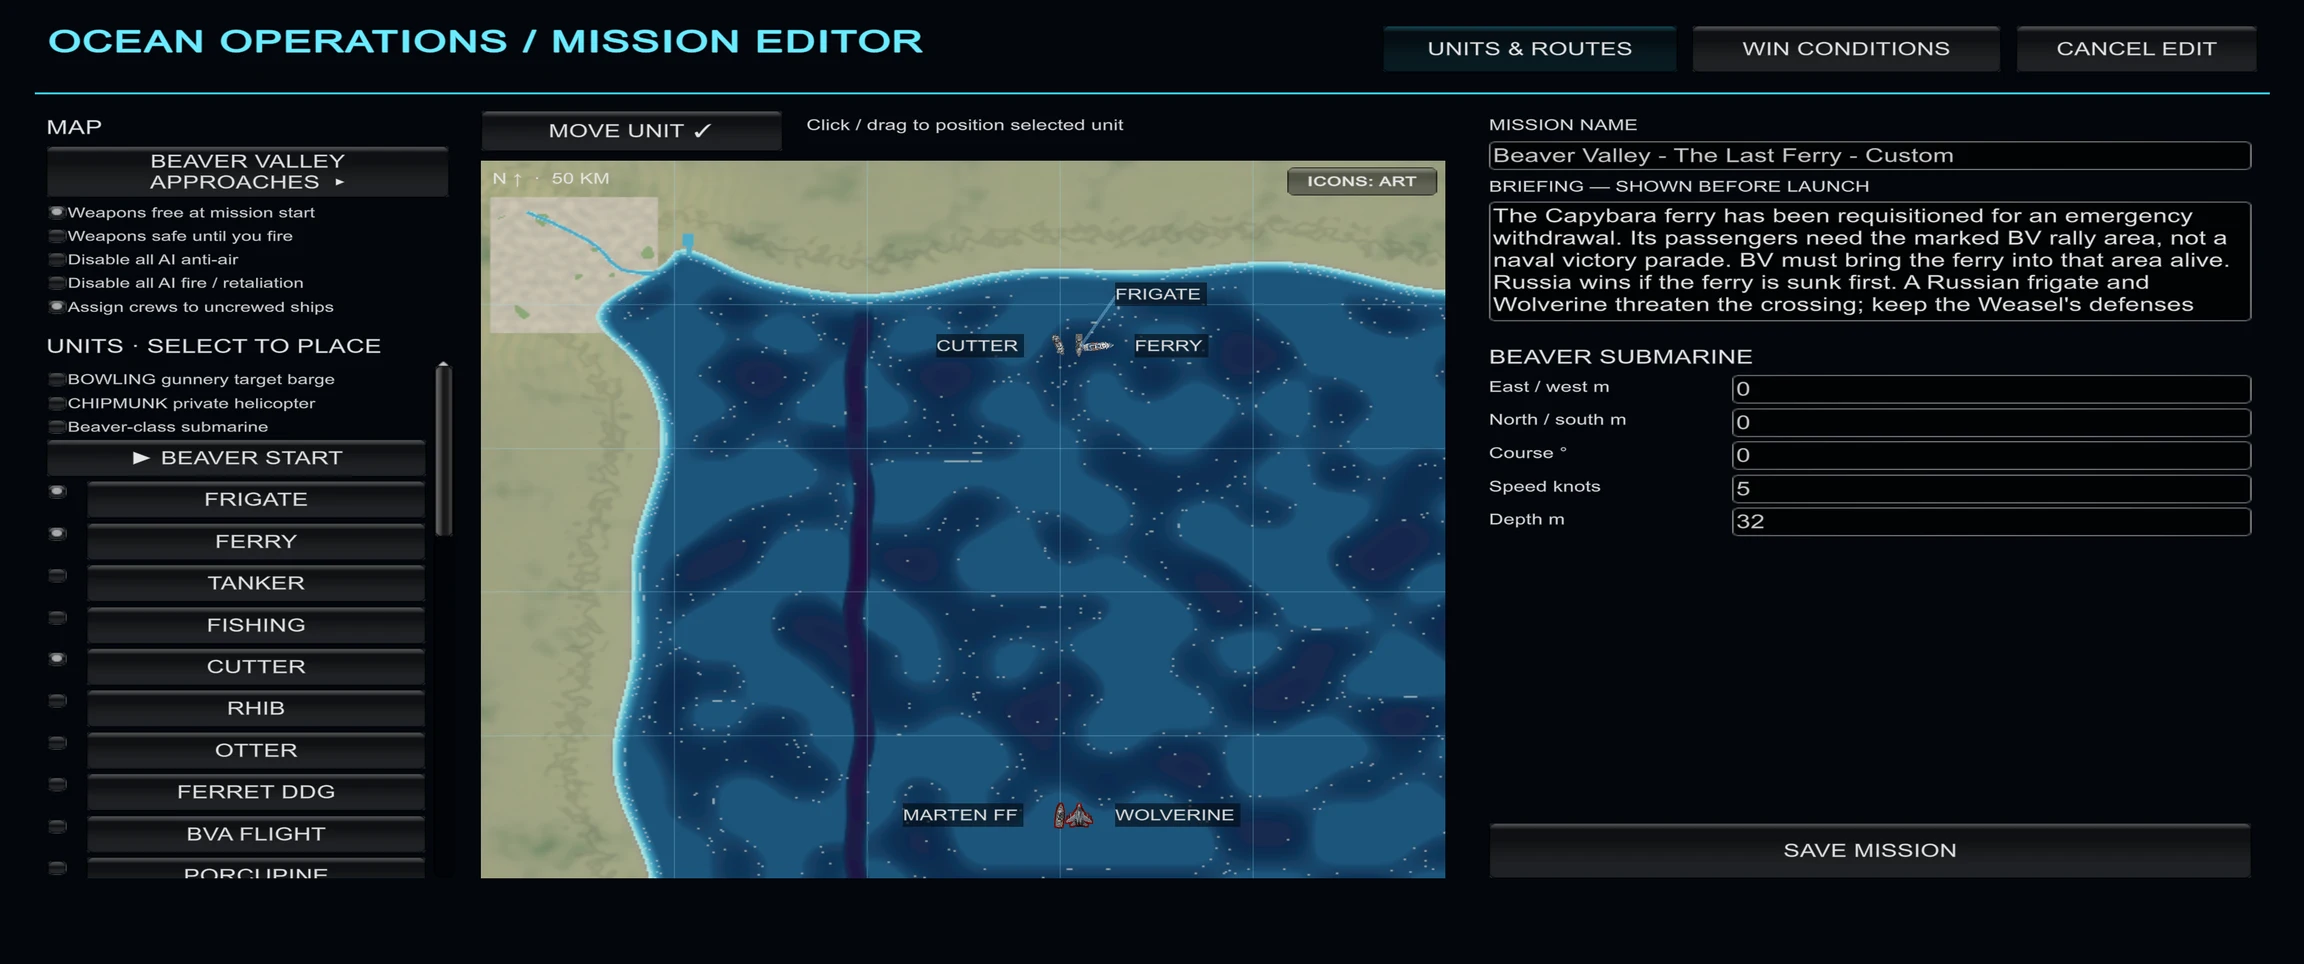 OCEAN OPERATIONS / MISSION EDITOR
UNITS & ROUTES
WIN CONDITIONS
CANCEL EDIT
MAP
BEAVER VALLEY
APPROACHES ►
Weapons free at mission start
Weapons safe until you fire
Disable all AI anti-air
Disable all AI fire / retaliation
Assign crews to uncrewed ships
UNITS · SELECT TO PLACE
BOWLING gunnery target barge
CHIPMUNK private helicopter
Beaver-class submarine
► BEAVER START
FRIGATE
FERRY
TANKER
FISHING
CUTTER
RHIB
OTTER
FERRET DDG
BVA FLIGHT
PORCUPINE
MOVE UNIT ✓
Click / drag to position selected unit
N ↑ · 50 KM
ICONS: ART
FRIGATE
CUTTER
FERRY
MARTEN FF
WOLVERINE
MISSION NAME
Beaver Valley - The Last Ferry - Custom
BRIEFING — SHOWN BEFORE LAUNCH
The Capybara ferry has been requisitioned for an emergency
withdrawal. Its passengers need the marked BV rally area, not a
naval victory parade. BV must bring the ferry into that area alive.
Russia wins if the ferry is sunk first. A Russian frigate and
Wolverine threaten the crossing; keep the Weasel's defenses
BEAVER SUBMARINE
East / west m
0
North / south m
0
Course °
0
Speed knots
5
Depth m
32
SAVE MISSION